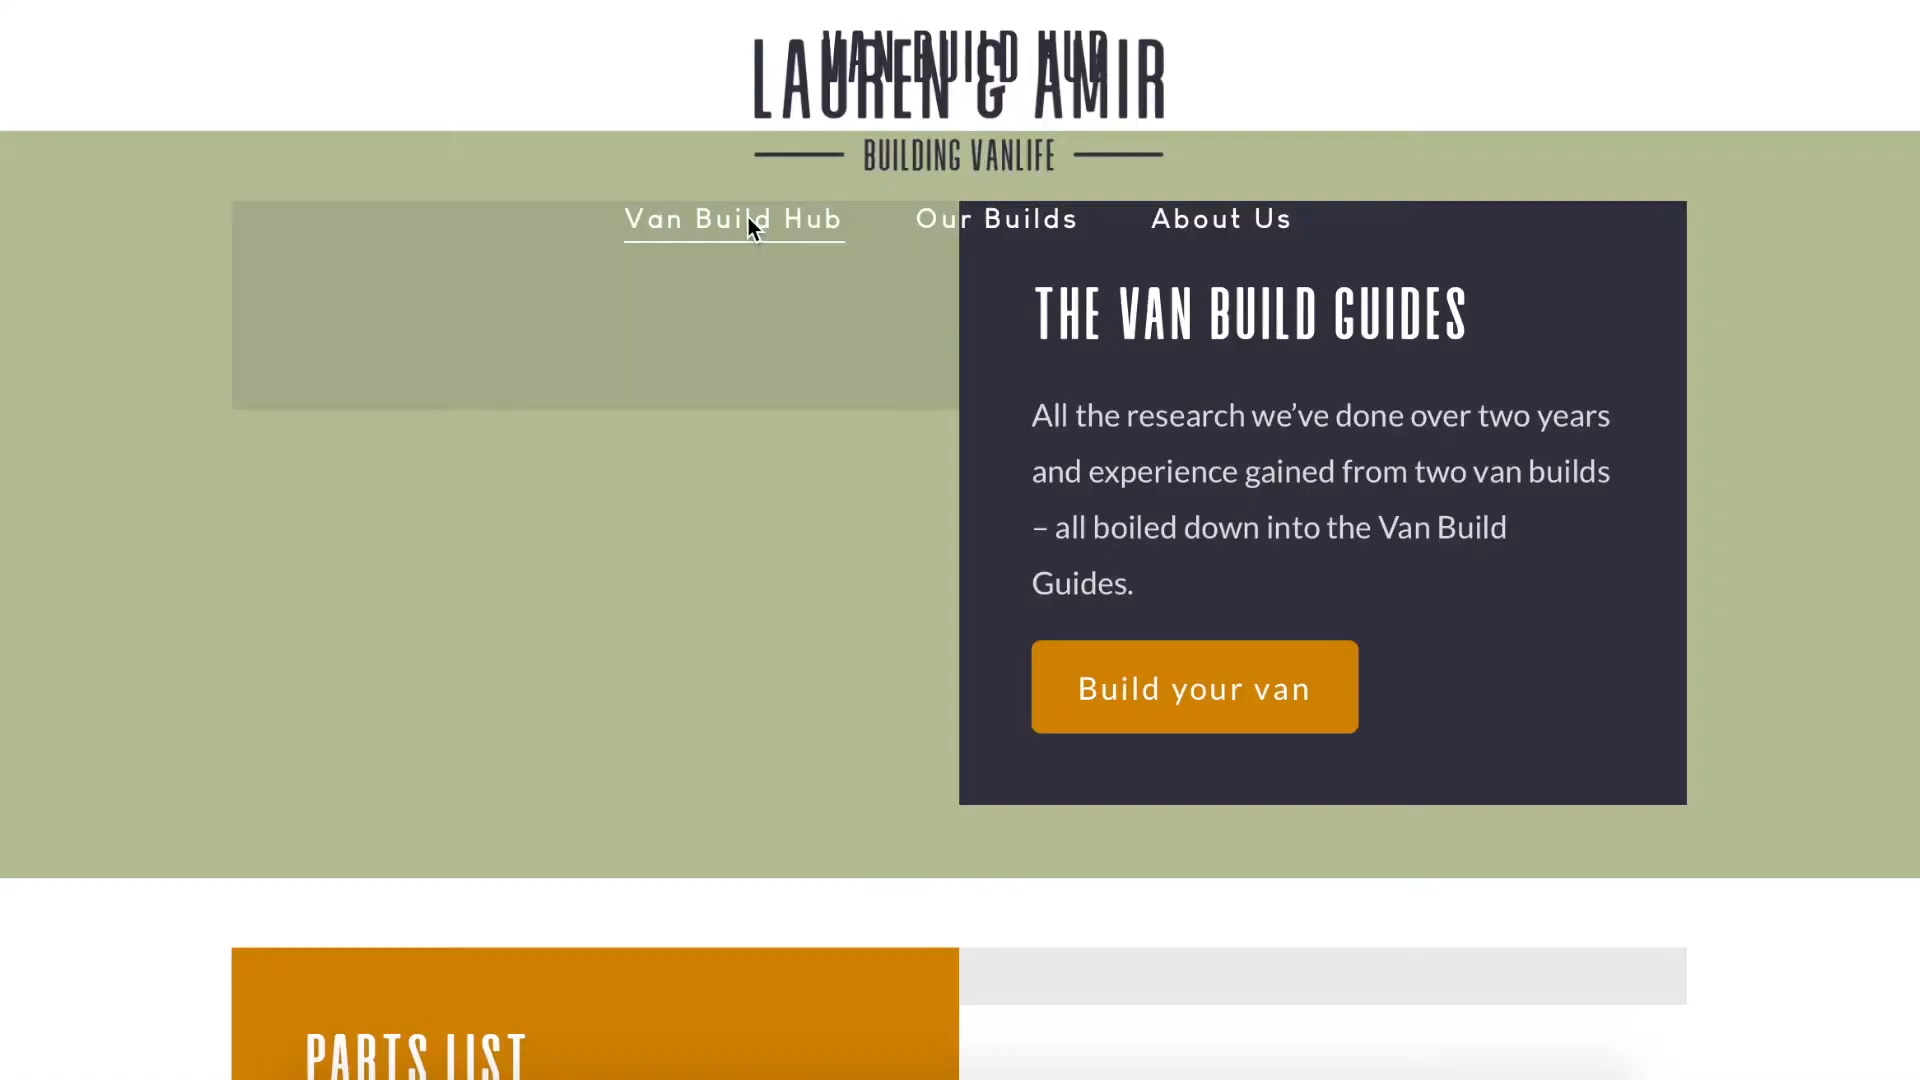 VAN BUILD HUB
LAUREN & AMIR
BUILDING VANLIFE
Van Build Hub
Our Builds
About Us
THE VAN BUILD GUIDES
All the research we’ve done over two years
and experience gained from two van builds
– all boiled down into the Van Build
Guides.
Build your van
PARTS LIST